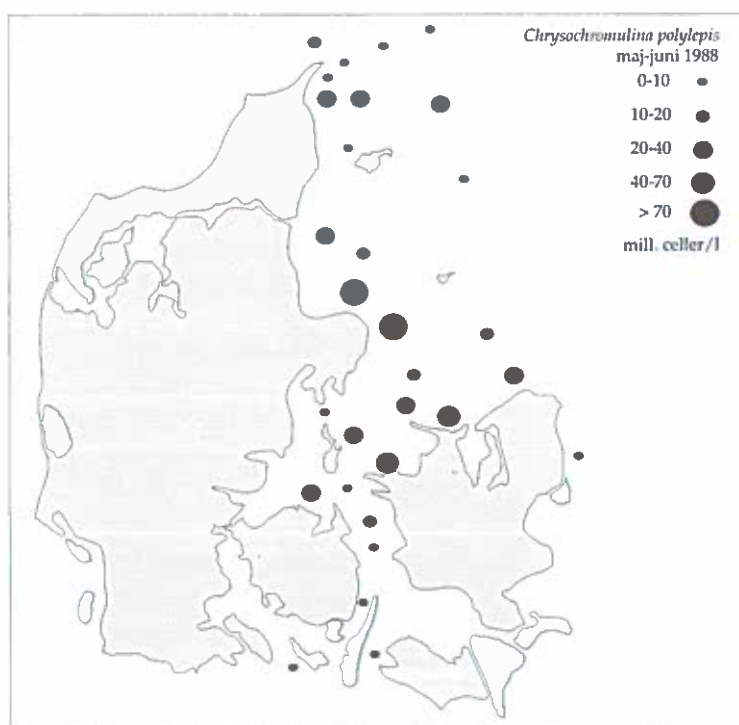 Chrysochromulina polylepis
maj-juni 1988
0-10
10-20
20-40
40-70
> 70
mill. celler/l